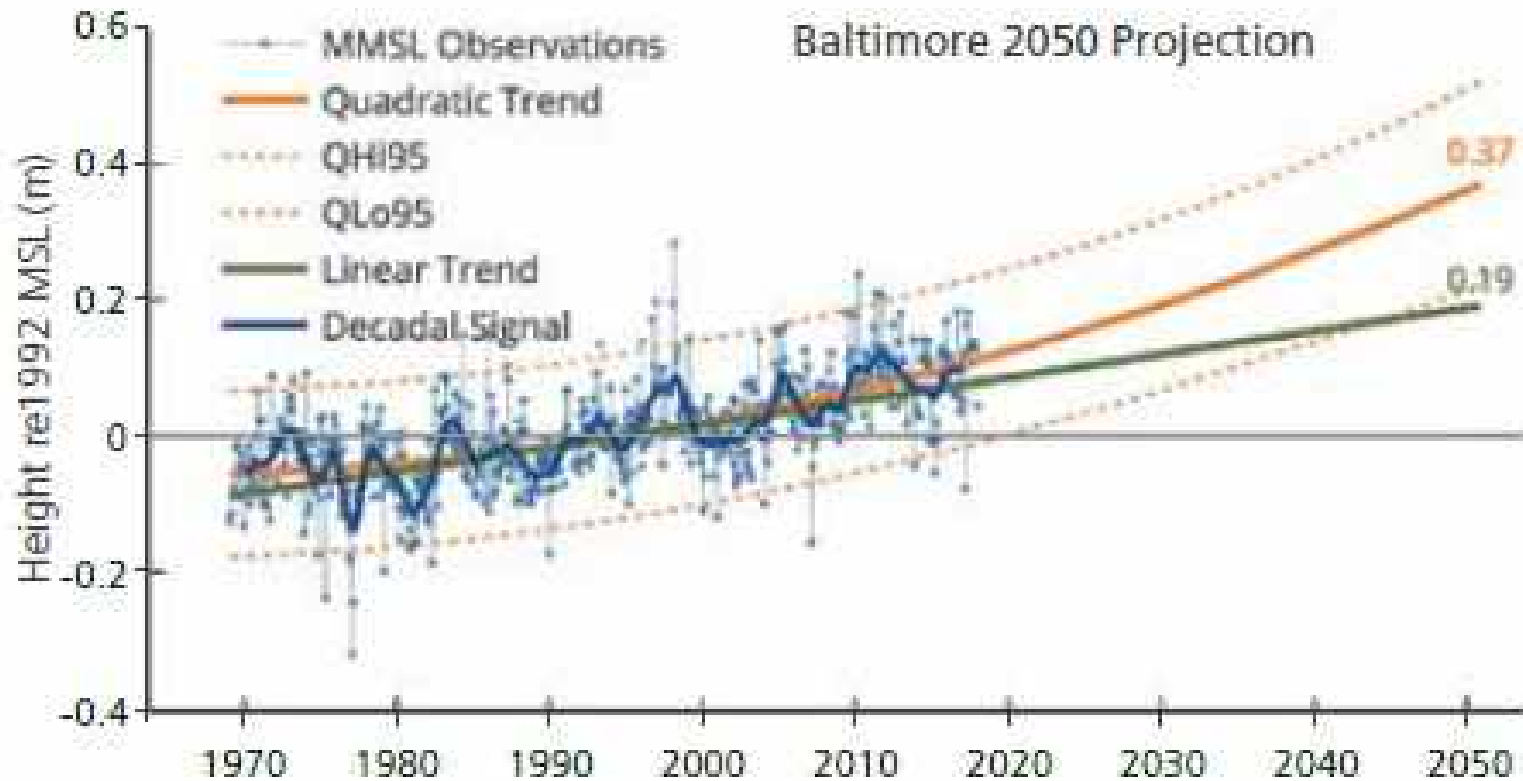 Baltimore 2050 Projection
MMSL Observations
Quadratic Trend
QHi95
QLo95
Linear Trend
Decadal Signal
Height re1992 MSL (m)
0.6
0.4
0.2
0
-0.2
-0.4
0.37
0.19
1970 1980 1990 2000 2010 2020 2030 2040 2050